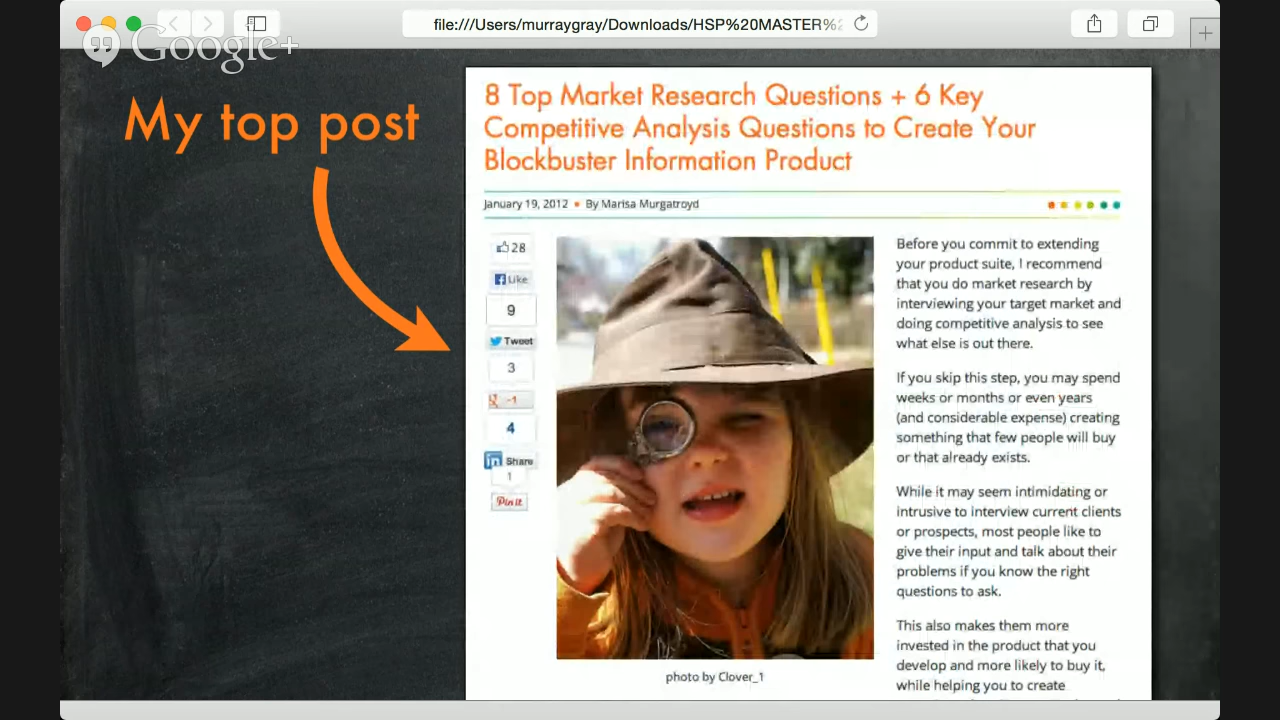 file:///Users/murraygray/Downloads/HSP%20MASTER%2
Google+
My top post
8 Top Market Research Questions + 6 Key
Competitive Analysis Questions to Create Your
Blockbuster Information Product
January 19, 2012 • By Marisa Murgatroyd
28
Like
9
Tweet
3
+1
4
in Share
1
Pin it
Before you commit to extending
your product suite, I recommend
that you do market research by
interviewing your target market and
doing competitive analysis to see
what else is out there.
If you skip this step, you may spend
weeks or months or even years
(and considerable expense) creating
something that few people will buy
or that already exists.
While it may seem intimidating or
intrusive to interview current clients
or prospects, most people like to
give their input and talk about their
problems if you know the right
questions to ask.
This also makes them more
invested in the product that you
develop and more likely to buy it,
while helping you to create
photo by Clover_1